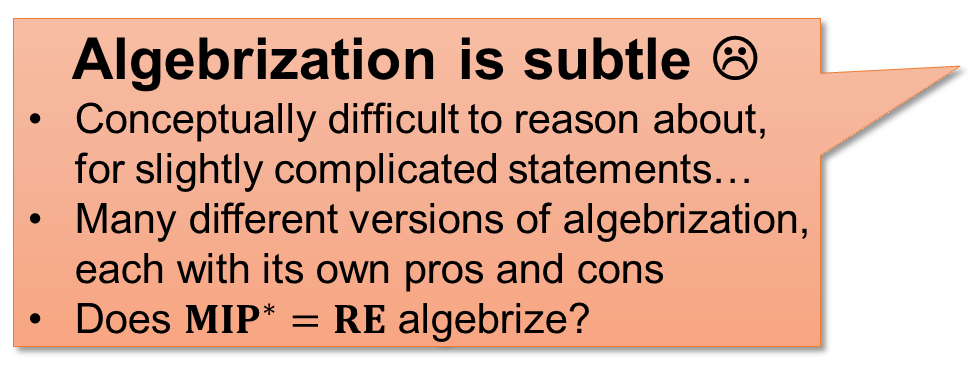 Algebrization is subtle ☹
• Conceptually difficult to reason about,
for slightly complicated statements…
• Many different versions of algebrization,
each with its own pros and cons
• Does 𝐌𝐈𝐏* = 𝐑𝐄 algebrize?